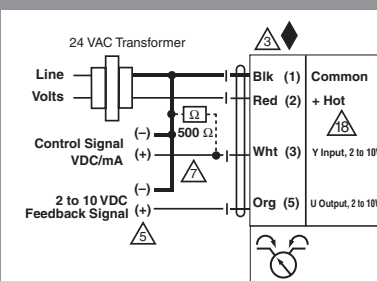 24 VAC Transformer
3
Line
Blk (1) Common
Volts
Red (2) + Hot
18
Ω
(–) 500 Ω
Control Signal
VDC/mA (+)
Wht (3) Y Input, 2 to 10V
7
(–)
2 to 10 VDC
Feedback Signal (+)
Org (5) U Output, 2 to 10V
5